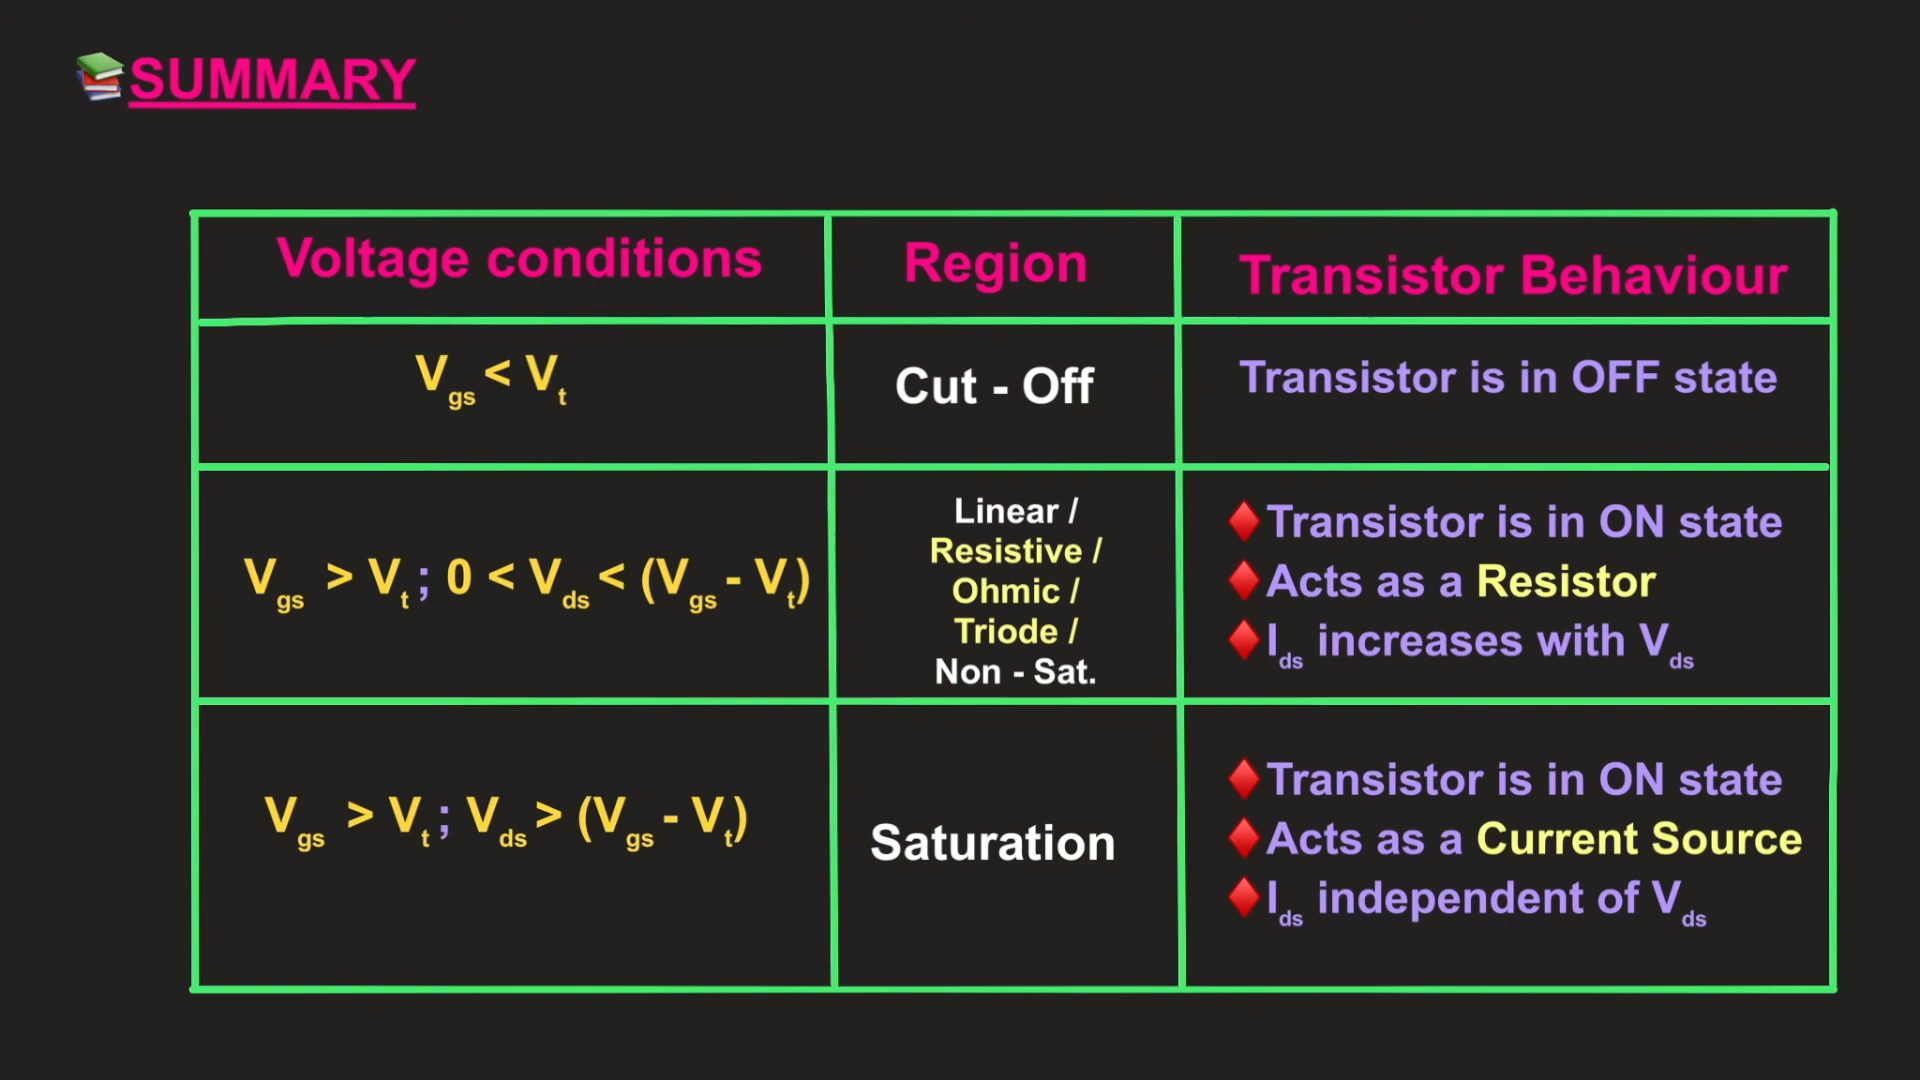 SUMMARY
Voltage conditions
Region
Transistor Behaviour
Vgs < Vt
Cut - Off
Transistor is in OFF state
Vgs > Vt ; 0 < Vds < (Vgs - Vt)
Linear /
Resistive /
Ohmic /
Triode /
Non - Sat.
Transistor is in ON state
Acts as a Resistor
Ids increases with Vds
Vgs > Vt ; Vds > (Vgs - Vt)
Saturation
Transistor is in ON state
Acts as a Current Source
Ids independent of Vds